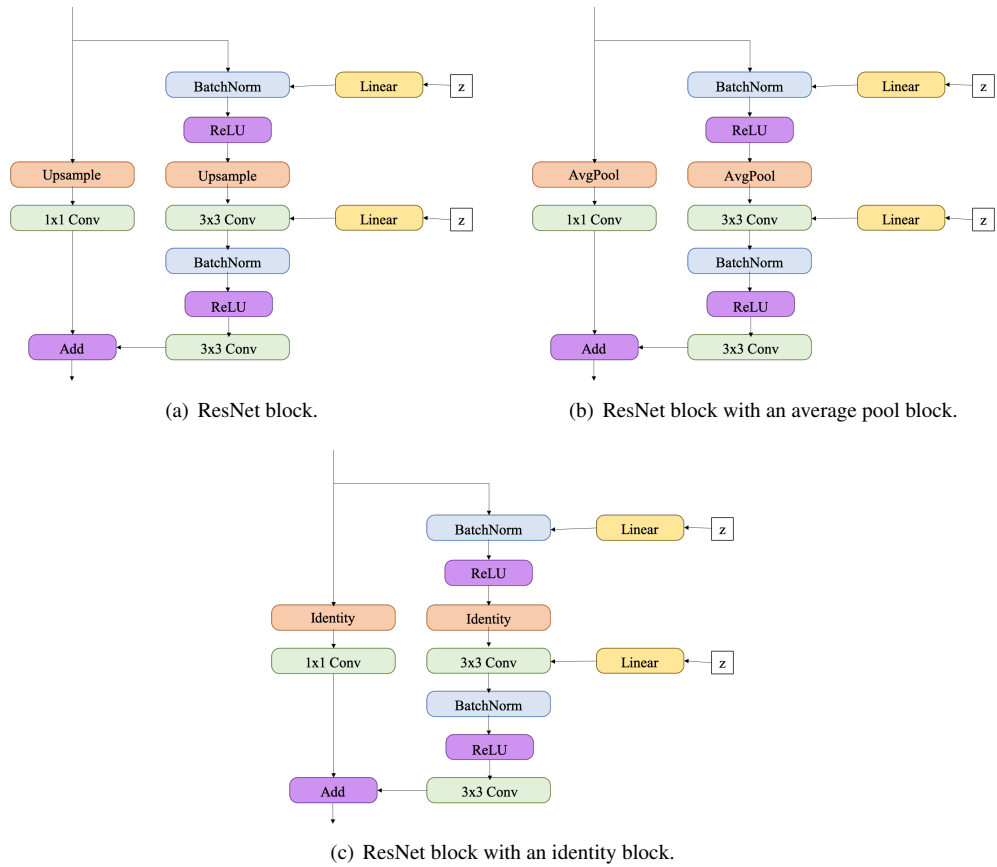 BatchNorm Linear z
ReLU
Upsample Upsample
1x1 Conv 3x3 Conv Linear z
BatchNorm
ReLU
Add 3x3 Conv
(a) ResNet block.
BatchNorm Linear z
ReLU
AvgPool AvgPool
1x1 Conv 3x3 Conv Linear z
BatchNorm
ReLU
Add 3x3 Conv
(b) ResNet block with an average pool block.
BatchNorm Linear z
ReLU
Identity Identity
1x1 Conv 3x3 Conv Linear z
BatchNorm
ReLU
Add 3x3 Conv
(c) ResNet block with an identity block.